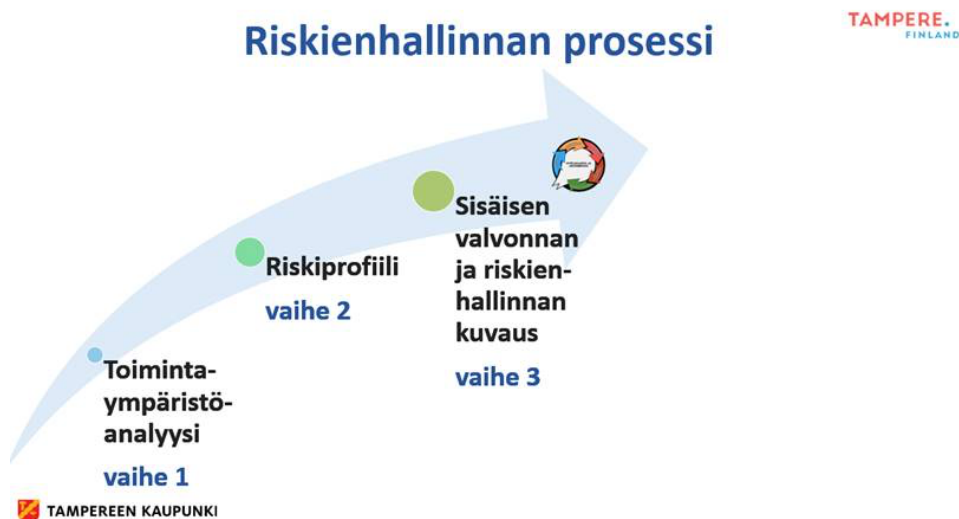 Riskienhallinnan prosessi
TAMPERE.
FINLAND
Sisäisen
valvonnan
ja riskien-
hallinnan
kuvaus
vaihe 3
Riskiprofiili
vaihe 2
Toiminta-
ympäristö-
analyysi
vaihe 1
TAMPEREEN KAUPUNKI